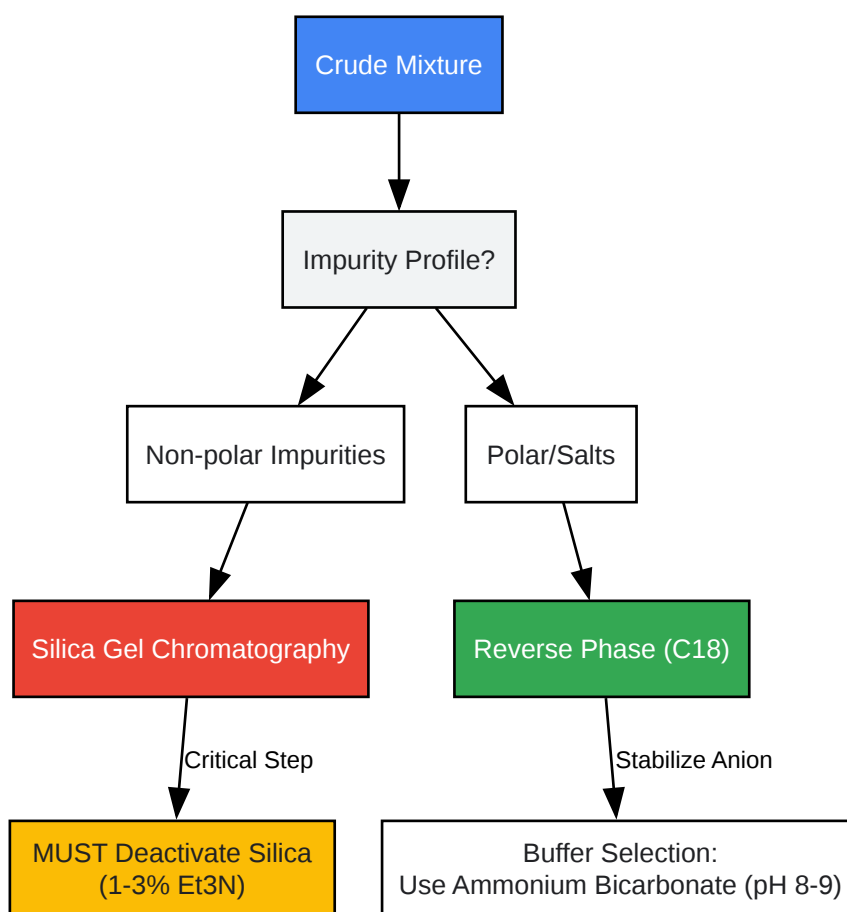 Crude Mixture
Impurity Profile?
Non-polar Impurities
Polar/Salts
Silica Gel Chromatography
Reverse Phase (C18)
Critical Step
Stabilize Anion
MUST Deactivate Silica
(1-3% Et3N)
Buffer Selection:
Use Ammonium Bicarbonate (pH 8-9)